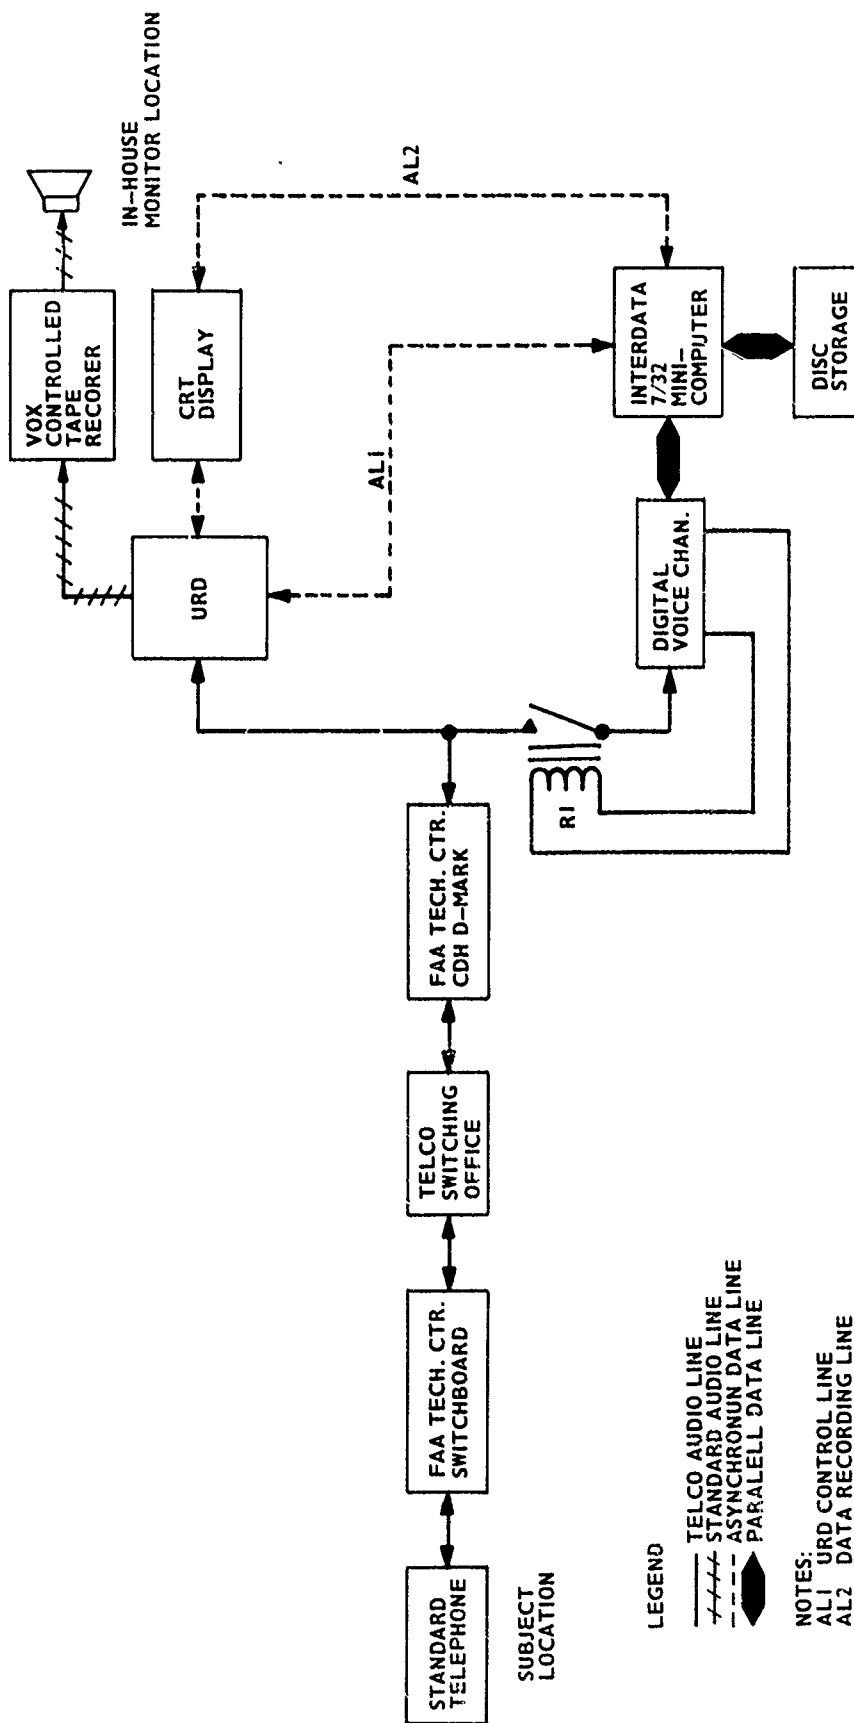 STANDARD
TELEPHONE
SUBJECT
LOCATION
FAA TECH. CTR.
SWITCHBOARD
TELCO
SWITCHING
OFFICE
FAA TECH. CTR.
CDH D-MARK
R1
URD
VOX
CONTROLLED
TAPE
RECORER
IN-HOUSE
MONITOR LOCATION
CRT
DISPLAY
AL1
AL2
DIGITAL
VOICE CHAN.
INTERDATA
7/32
MINI-
COMPUTER
DISC
STORAGE
LEGEND
TELCO AUDIO LINE
STANDARD AUDIO LINE
ASYNCHRONUN DATA LINE
PARALELL DATA LINE
NOTES:
AL1 URD CONTROL LINE
AL2 DATA RECORDING LINE